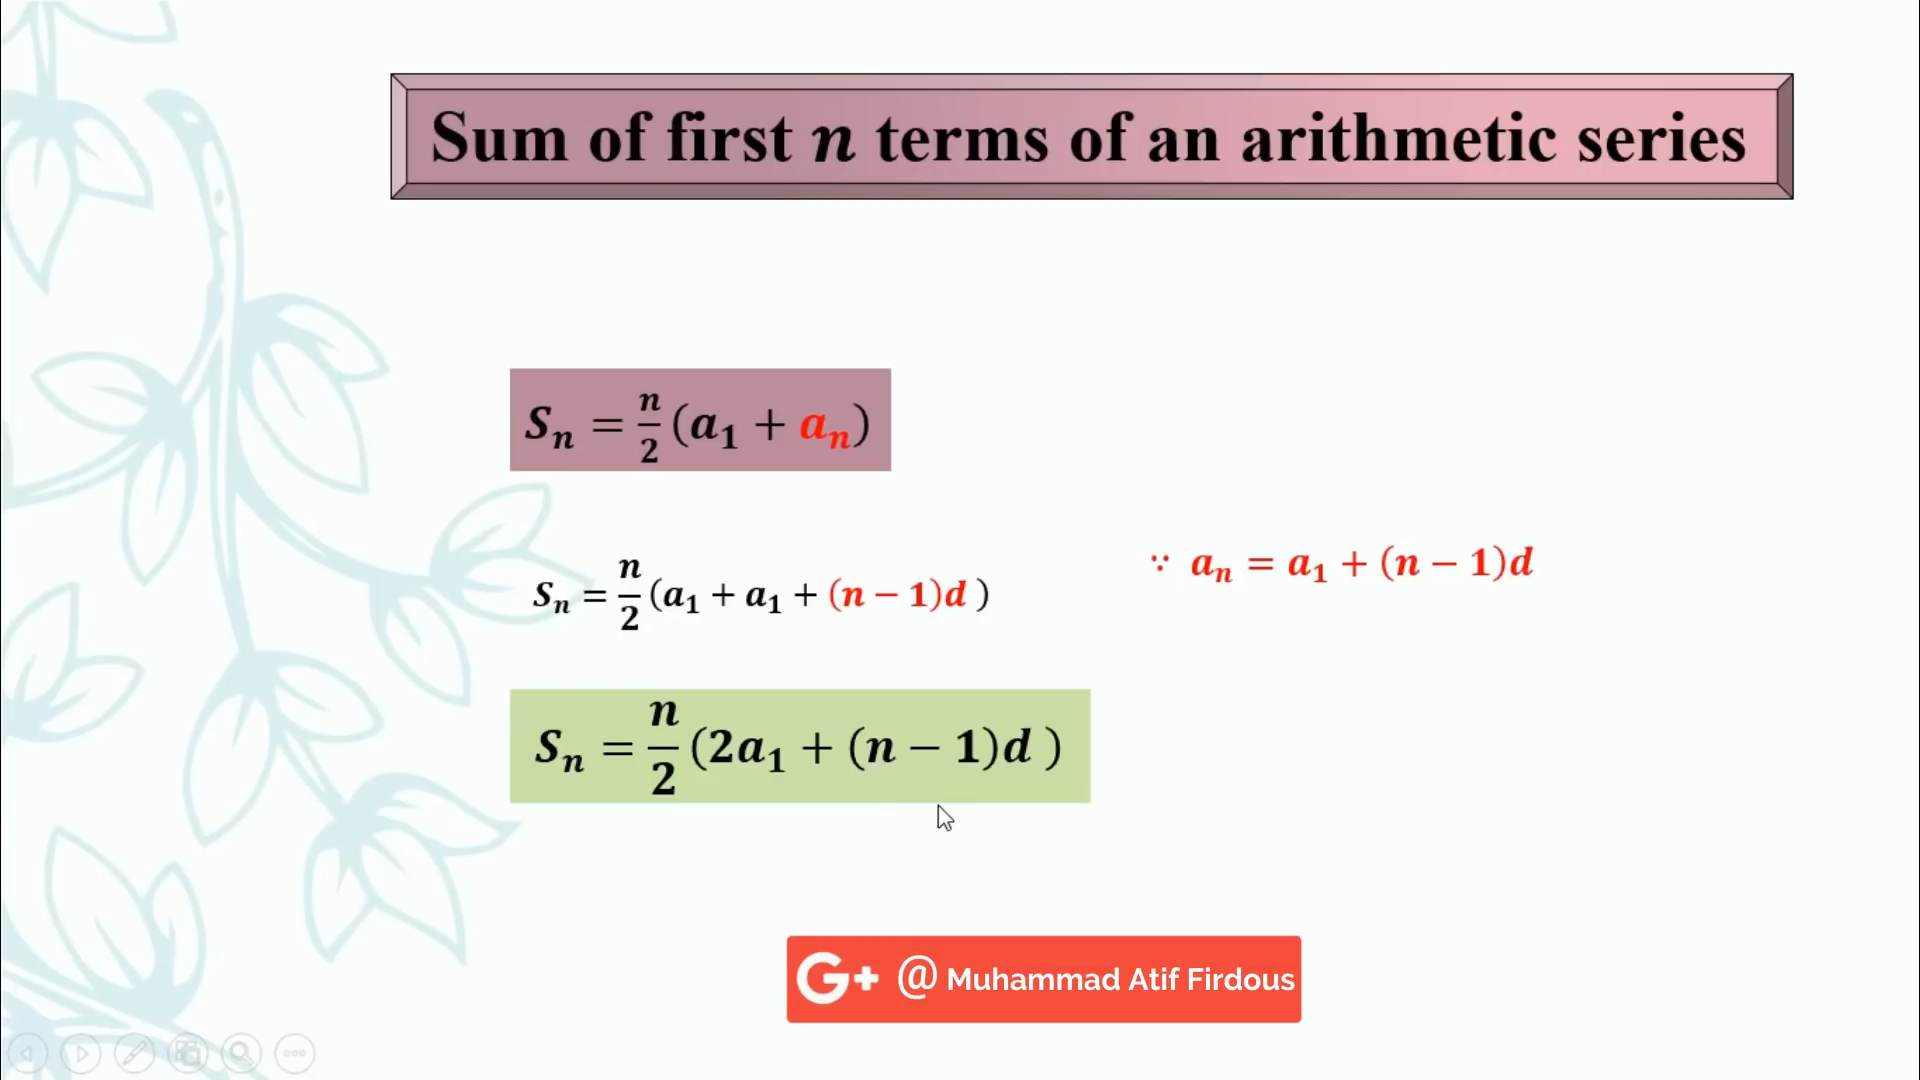 Sum of first n terms of an arithmetic series
Sₙ = n/2 (a₁ + aₙ)
Sₙ = n/2 (a₁ + a₁ + (n − 1)d )
∵ aₙ = a₁ + (n − 1)d
Sₙ = n/2 (2a₁ + (n − 1)d )
G+ @ Muhammad Atif Firdous